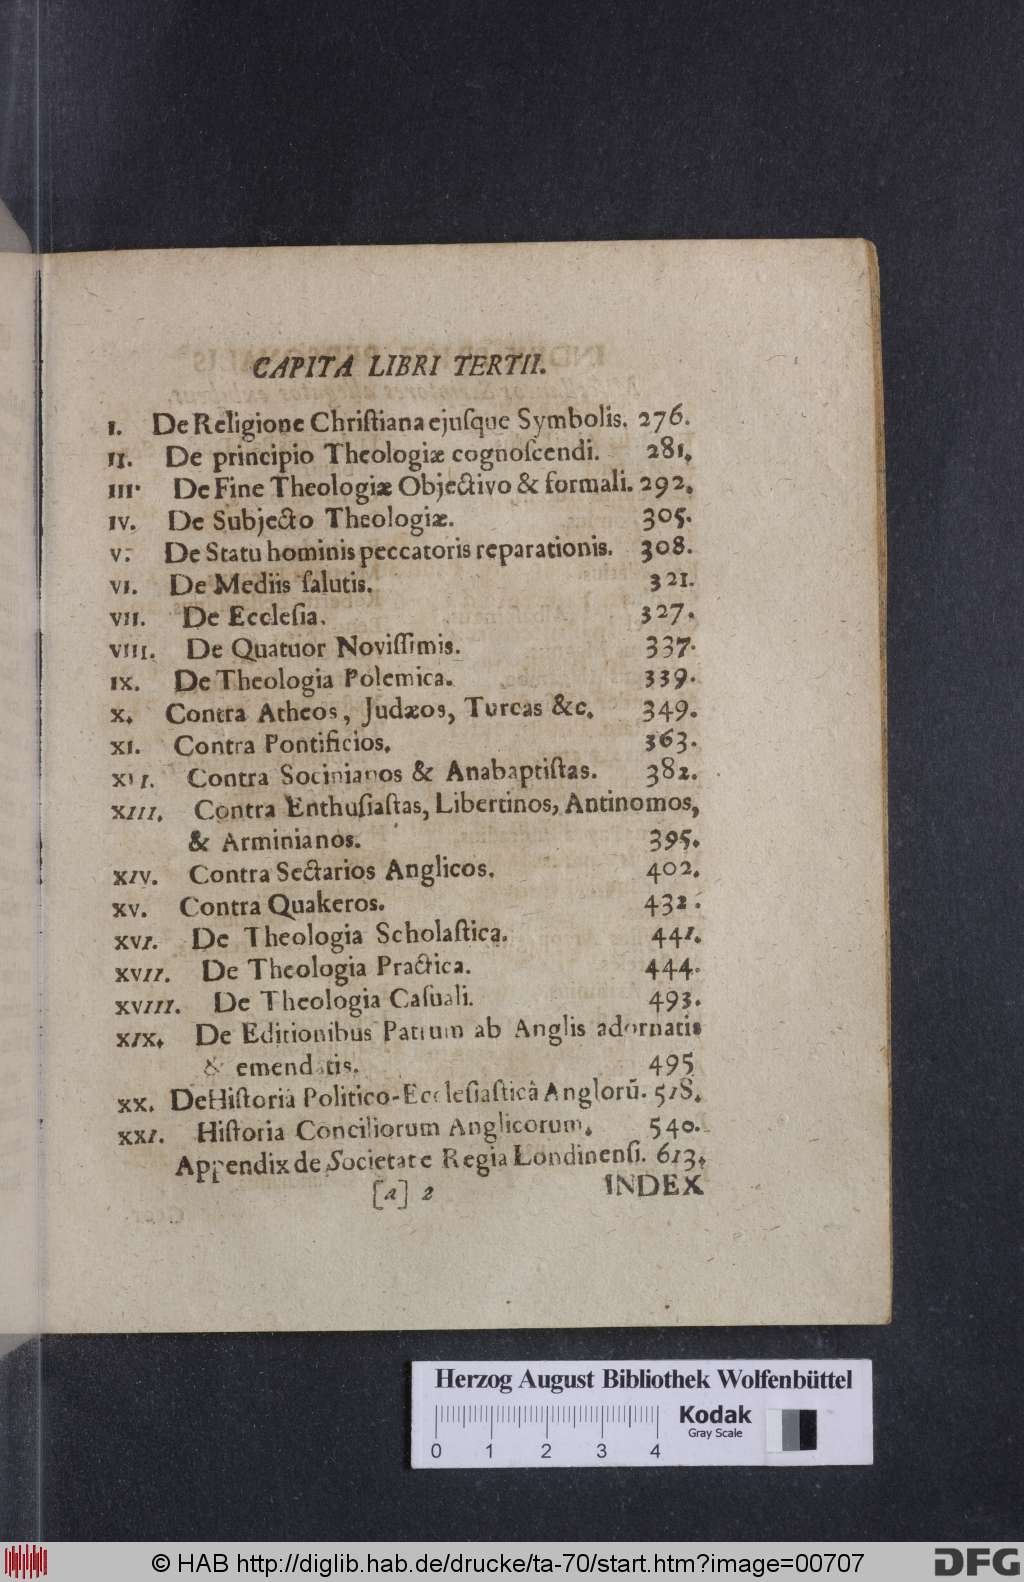 CAPITA LIBRI TERTII.
I. De Religione Chriſtiana ejuſque Symbolis. 276.
II. De principio Theologiæ cognoſcendi. 281.
III. De Fine Theologiæ Objectivo & formali. 292.
IV. De Subjecto Theologiæ. 305.
V. De Statu hominis peccatoris reparationis. 308.
VI. De Mediis ſalutis. 321.
VII. De Eccleſia. 327.
VIII. De Quatuor Noviſſimis. 337.
IX. De Theologia Polemica. 339.
X. Contra Atheos, Judæos, Turcas &c. 349.
XI. Contra Pontificios. 363.
XII. Contra Socinianos & Anabaptiſtas. 382.
XIII. Contra Enthuſiaſtas, Libertinos, Antinomos,
& Arminianos. 395.
XIV. Contra Sectarios Anglicos. 402.
XV. Contra Quakeros. 432.
XVI. De Theologia Scholaſtica. 441.
XVII. De Theologia Practica. 444.
XVIII. De Theologia Caſuali. 493.
XIX. De Editionibus Patrum ab Anglis adornatis
& emendatis. 495
XX. De Hiſtoriâ Politico-Eccleſiaſticâ Anglorũ. 518.
XXI. Hiſtoria Conciliorum Anglicorum. 540.
Appendix de Societate Regia Londinenſi. 613.
[a] 2 INDEX
Herzog August Bibliothek Wolfenbüttel
0 1 2 3 4
Kodak
Gray Scale
© HAB http://diglib.hab.de/drucke/ta-70/start.htm?image=00707
DFG